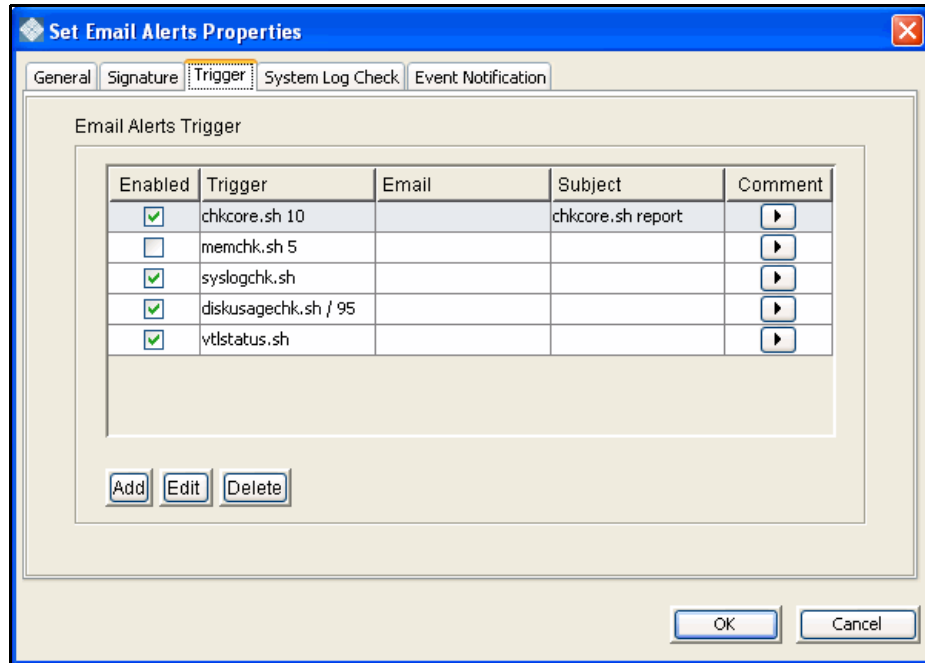 Set Email Alerts Properties
General Signature Trigger System Log Check Event Notification
Email Alerts Trigger
Enabled Trigger Email Subject Comment
chkcore.sh 10 chkcore.sh report
memchk.sh 5
syslogchk.sh
diskusagechk.sh / 95
vtlstatus.sh
Add Edit Delete
OK Cancel